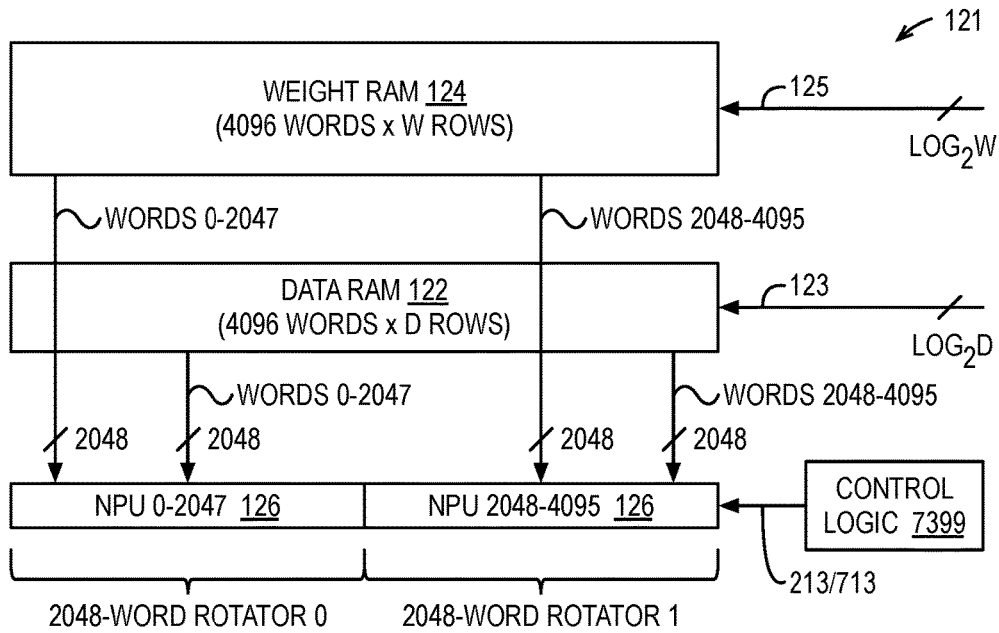 121
WEIGHT RAM 124
(4096 WORDS x W ROWS)
125
LOG2W
WORDS 0-2047
WORDS 2048-4095
DATA RAM 122
(4096 WORDS x D ROWS)
123
LOG2D
WORDS 0-2047
WORDS 2048-4095
2048
2048
2048
2048
NPU 0-2047 126
NPU 2048-4095 126
CONTROL
LOGIC 7399
213/713
2048-WORD ROTATOR 0
2048-WORD ROTATOR 1